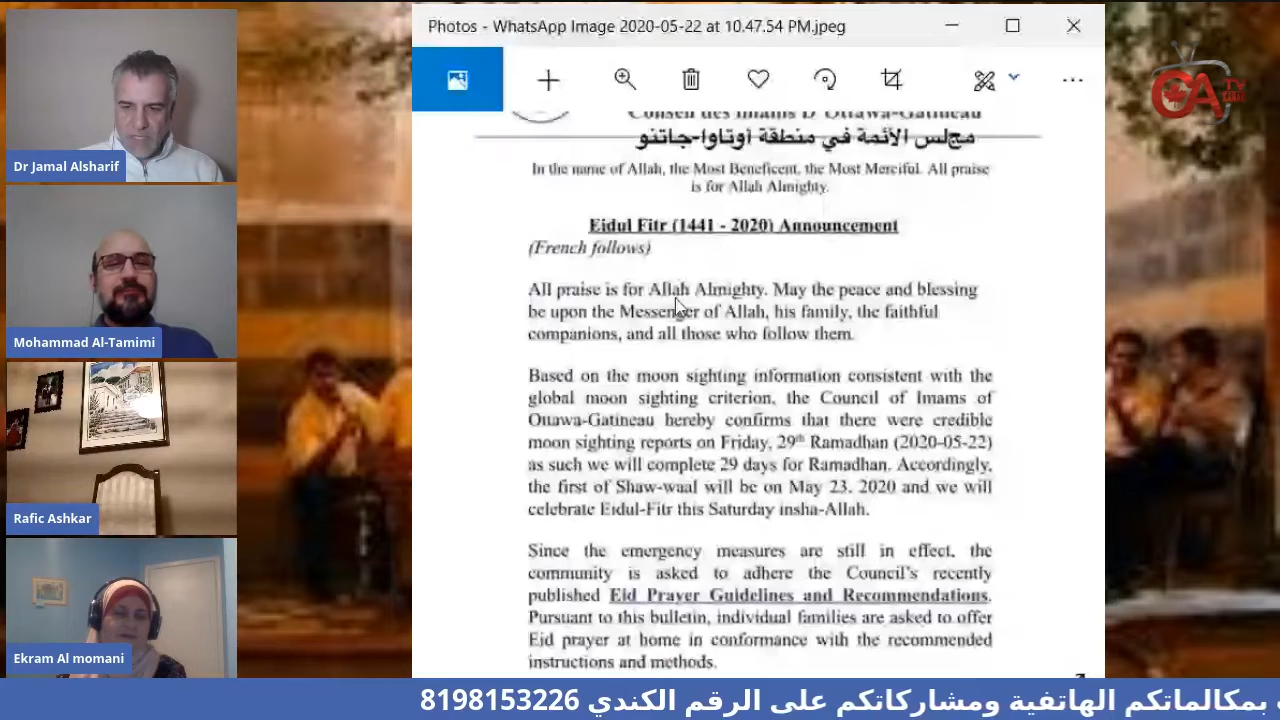 Photos - WhatsApp Image 2020-05-22 at 10.47.54 PM.jpeg
Conseil des Imams D'Ottawa-Gatineau
مجلس الأئمة في منطقة أوتاوا-جاتنو
In the name of Allah, the Most Beneficent, the Most Merciful. All praise
is for Allah Almighty.
Eidul Fitr (1441 - 2020) Announcement
(French follows)
All praise is for Allah Almighty. May the peace and blessing
be upon the Messenger of Allah, his family, the faithful
companions, and all those who follow them.
Based on the moon sighting information consistent with the
global moon sighting criterion, the Council of Imams of
Ottawa-Gatineau hereby confirms that there were credible
moon sighting reports on Friday, 29th Ramadhan (2020-05-22)
as such we will complete 29 days for Ramadhan. Accordingly,
the first of Shaw-waal will be on May 23, 2020 and we will
celebrate Eidul-Fitr this Saturday insha-Allah.
Since the emergency measures are still in effect, the
community is asked to adhere the Council's recently
published Eid Prayer Guidelines and Recommendations.
Pursuant to this bulletin, individual families are asked to offer
Eid prayer at home in conformance with the recommended
instructions and methods.
Dr Jamal Alsharif
Mohammad Al-Tamimi
Rafic Ashkar
Ekram Al momani
TV
بمكالماتكم الهاتفية ومشاركاتكم على الرقم الكندي 8198153226